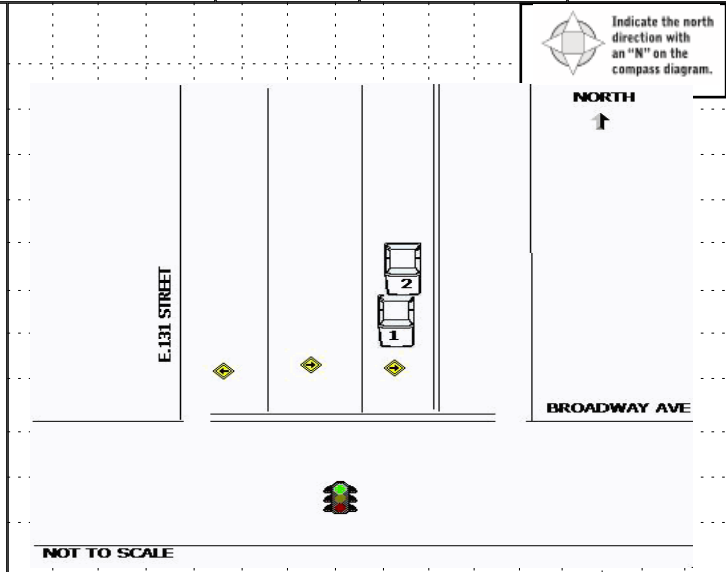 Indicate the north
direction with
an “N” on the
compass diagram.
NORTH
E.131 STREET
2
1
BROADWAY AVE
NOT TO SCALE